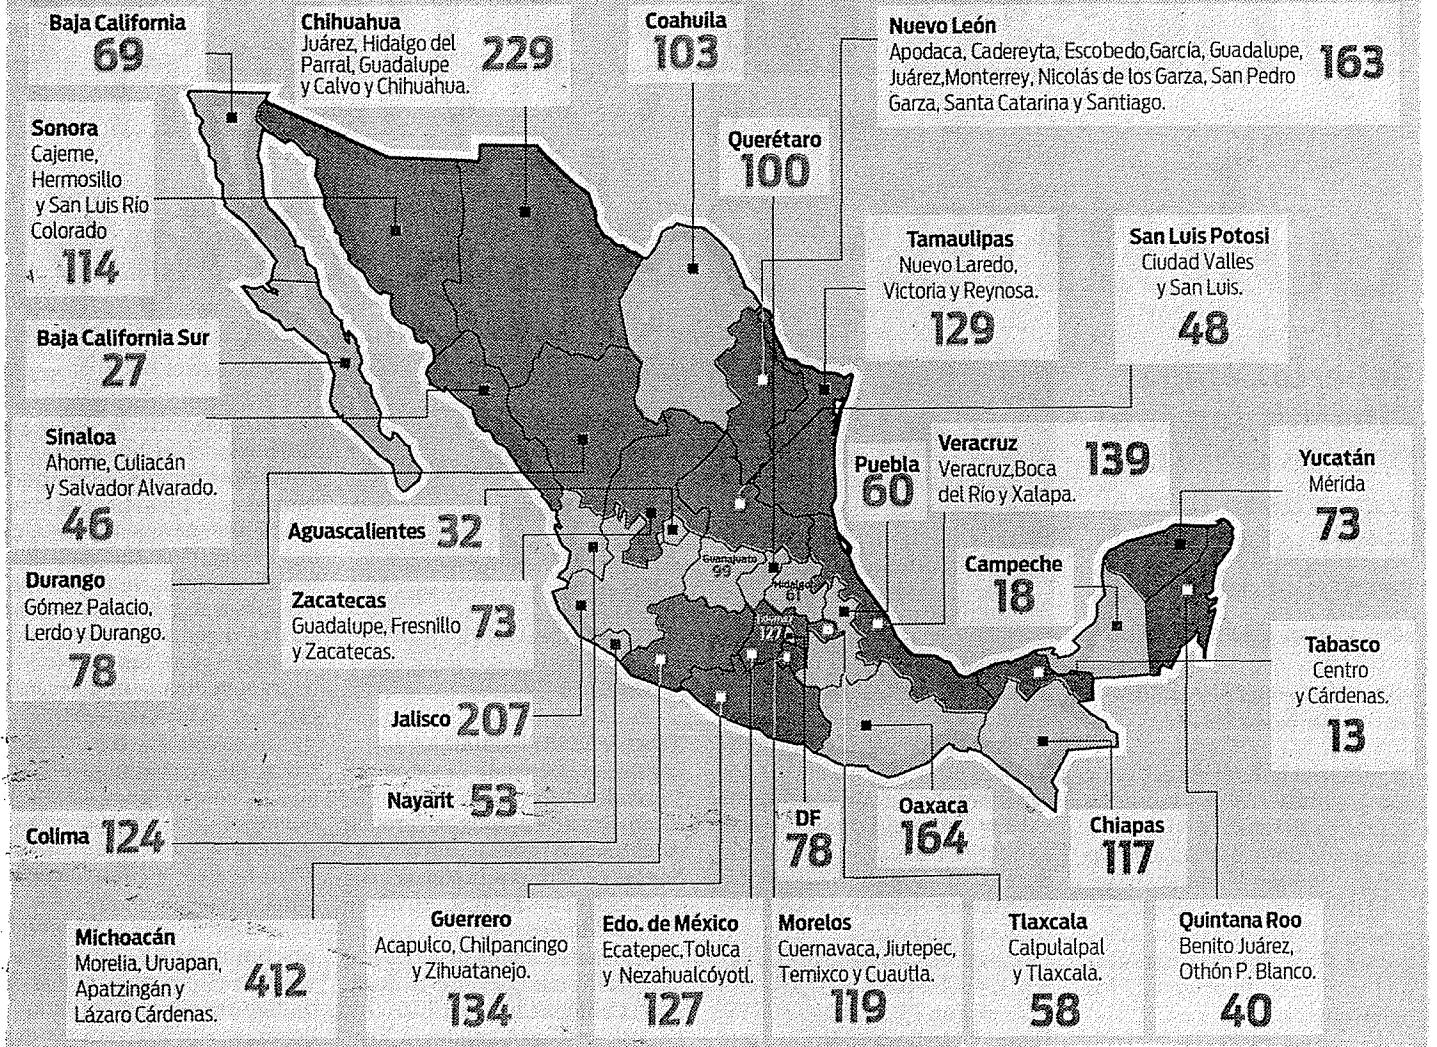 Baja California
69
Chihuahua
Juárez, Hidalgo del
Parral, Guadalupe
y Calvo y Chihuahua.
229
Coahuila
103
Nuevo León
Apodaca, Cadereyta, Escobedo,García, Guadalupe,
Juárez,Monterrey, Nicolás de los Garza, San Pedro
Garza, Santa Catarina y Santiago.
163
Sonora
Cajeme,
Hermosillo
y San Luis Río
Colorado
114
Querétaro
100
Tamaulipas
Nuevo Laredo,
Victoria y Reynosa.
129
San Luis Potosi
Ciudad Valles
y San Luis.
48
Baja California Sur
27
Sinaloa
Ahome, Culiacán
y Salvador Alvarado.
46
Aguascalientes 32
Puebla
60
Veracruz
Veracruz,Boca
del Río y Xalapa.
139
Yucatán
Mérida
73
Durango
Gómez Palacio,
Lerdo y Durango.
78
Zacatecas
Guadalupe, Fresnillo
y Zacatecas.
73
Guanajuato
99
Hidalgo
61
127
Campeche
18
Tabasco
Centro
y Cárdenas.
13
Jalisco 207
Nayarit 53
Colima 124
DF
78
Oaxaca
164
Chiapas
117
Michoacán
Morelia, Uruapan,
Apatzingán y
Lázaro Cárdenas.
412
Guerrero
Acapulco, Chilpancingo
y Zihuatanejo.
134
Edo. de México
Ecatepec,Toluca
y Nezahualcóyotl.
127
Morelos
Cuernavaca, Jiutepec,
Temixco y Cuautla.
119
Tlaxcala
Calpulalpal
y Tlaxcala.
58
Quintana Roo
Benito Juárez,
Othón P. Blanco.
40